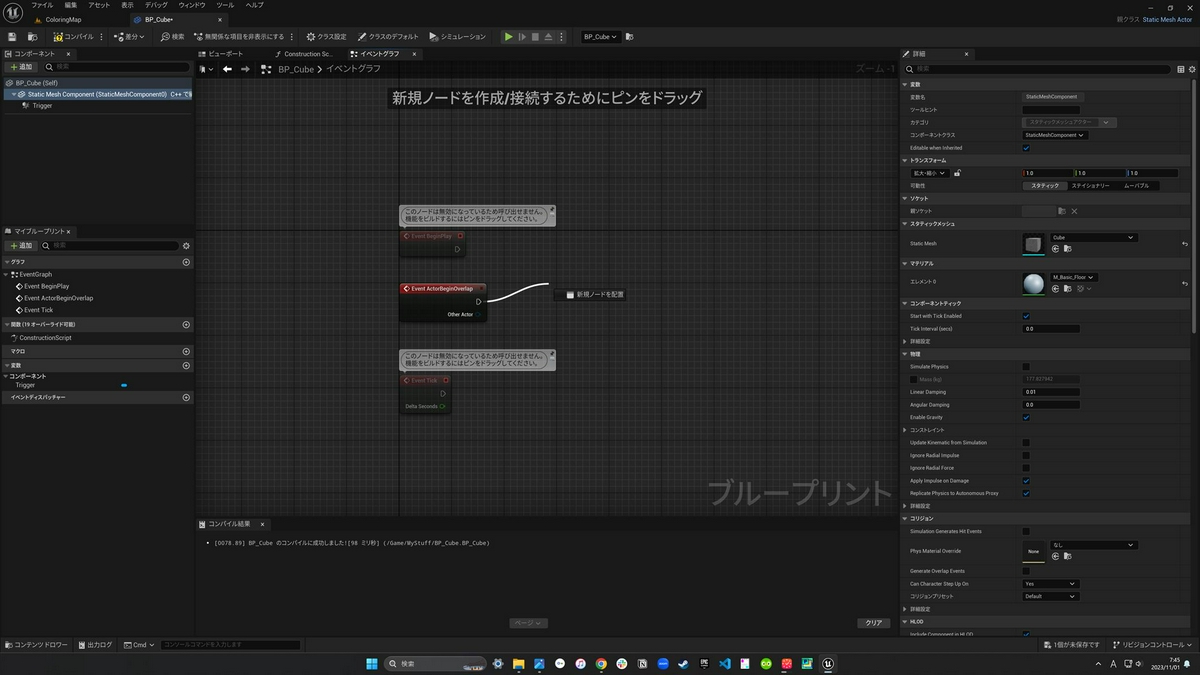 ファイル 編集 アセット 表示 デバッグ ウィンドウ ツール ヘルプ
ColoringMap
BP_Cube*
親クラス Static Mesh Actor
コンパイル
差分
検索
無関係な項目を非表示にする
クラス設定
クラスのデフォルト
シミュレーション
BP_Cube
コンポーネント
追加
検索
BP_Cube (Self)
Static Mesh Component (StaticMeshComponent0)
Trigger
マイブループリント
追加
検索
グラフ
EventGraph
Event BeginPlay
Event ActorBeginOverlap
Event Tick
関数 (19 オーバーライド可能)
ConstructionScript
マクロ
変数
コンポーネント
Trigger
イベントディスパッチャー
ビューポート
Construction Sc...
イベントグラフ
BP_Cube > イベントグラフ
ズーム -1
新規ノードを作成/接続するためにピンをドラッグ
このノードは無効になっているため呼び出せません。
機能をビルドするにはピンをドラッグしてください。
Event BeginPlay
Event ActorBeginOverlap
Other Actor
新規ノードを配置
このノードは無効になっているため呼び出せません。
機能をビルドするにはピンをドラッグしてください。
Event Tick
Delta Seconds
ブループリント
コンパイル結果
[0078.89] BP_Cube のコンパイルに成功しました![98 ミリ秒] (/Game/MyStuff/BP_Cube.BP_Cube)
ページ
クリア
詳細
検索
変数
変数名 StaticMeshComponent
ツールヒント
カテゴリ スタティックメッシュアクター
コンポーネントクラス StaticMeshComponent
Editable when Inherited
トランスフォーム
拡大・縮小 1.0 1.0 1.0
可動性 スタティック ステイショナリー ムーバブル
ソケット
親ソケット
スタティックメッシュ
Static Mesh Cube
マテリアル
エレメント 0 M_Basic_Floor
コンポーネントティック
Start with Tick Enabled
Tick Interval (secs) 0.0
詳細設定
物理
Simulate Physics
Mass (kg) 177.827942
Linear Damping 0.01
Angular Damping 0.0
Enable Gravity
コンストレイント
Update Kinematic from Simulation
Ignore Radial Impulse
Ignore Radial Force
Apply Impulse on Damage
Replicate Physics to Autonomous Proxy
詳細設定
コリジョン
Simulation Generates Hit Events
Phys Material Override None なし
Generate Overlap Events
Can Character Step Up On Yes
コリジョンプリセット Default
詳細設定
HLOD
Include Component in HLOD
コンテンツ ドロワー
出力ログ
Cmd
コンソールコマンドを入力します
1個が未保存です
リビジョンコントロール
検索
A
7:45
2023/11/01